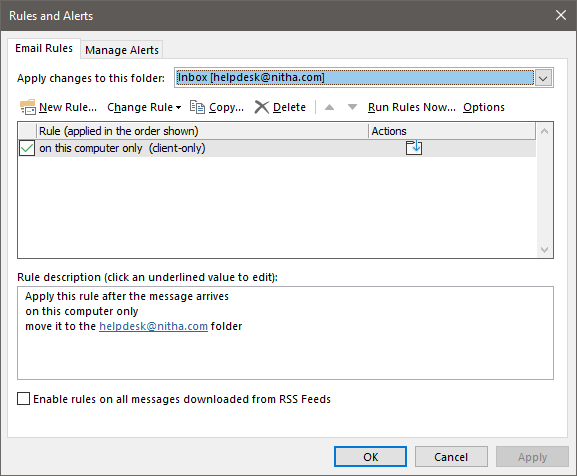 Rules and Alerts
Email Rules Manage Alerts
Apply changes to this folder: Inbox [helpdesk@nitha.com]
New Rule... Change Rule Copy... Delete Run Rules Now... Options
Rule (applied in the order shown) Actions
on this computer only (client-only)
Rule description (click an underlined value to edit):
Apply this rule after the message arrives
on this computer only
move it to the helpdesk@nitha.com folder
Enable rules on all messages downloaded from RSS Feeds
OK Cancel Apply